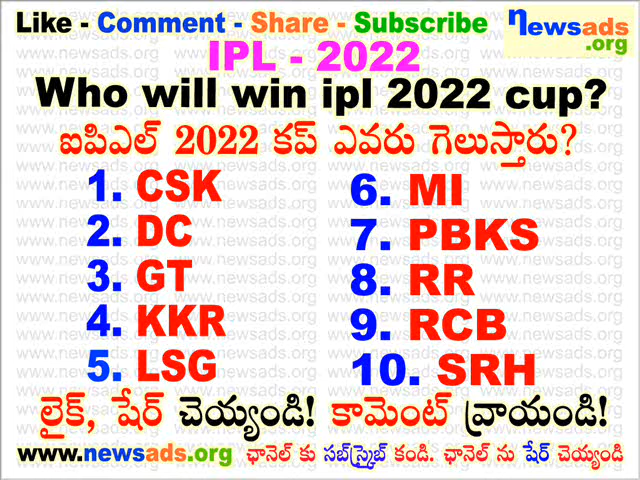 Like - Comment - Share - Subscribe
newsads.org
IPL - 2022
Who will win ipl 2022 cup?
ఐపిఎల్ 2022 కప్ ఎవరు గెలుస్తారు?
1. CSK
2. DC
3. GT
4. KKR
5. LSG
6. MI
7. PBKS
8. RR
9. RCB
10. SRH
లైక్, షేర్ చెయ్యండి! కామెంట్ వ్రాయండి!
www.newsads.org ఛానెల్ కు సబ్‌స్క్రైబ్ కండి. ఛానెల్ ను షేర్ చెయ్యండి